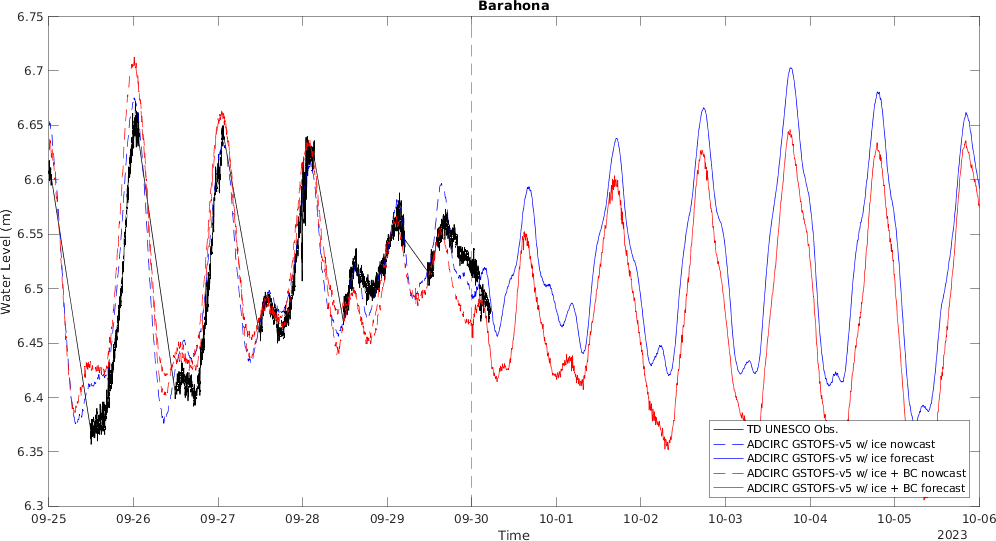 Barahona
6.75
6.7
6.65
6.6
6.55
6.5
6.45
6.4
6.35
6.3
Water Level (m)
TD UNESCO Obs.
ADCIRC GSTOFS-v5 w/ ice nowcast
ADCIRC GSTOFS-v5 w/ ice forecast
ADCIRC GSTOFS-v5 w/ ice + BC nowcast
ADCIRC GSTOFS-v5 w/ ice + BC forecast
09-25 09-26 09-27 09-28 09-29 09-30 10-01 10-02 10-03 10-04 10-05 10-06
Time
2023